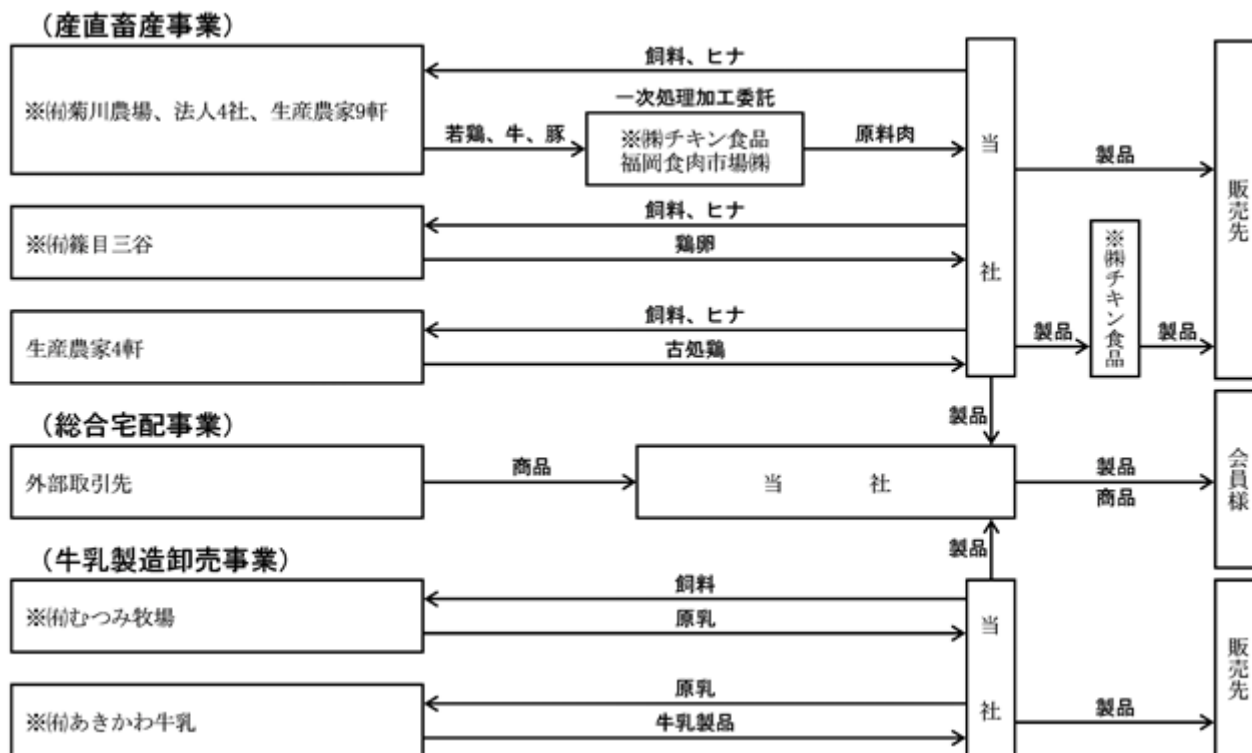 （産直畜産事業）
飼料、ヒナ
※㈲菊川農場、法人4社、生産農家9軒
一次処理加工委託
若鶏、牛、豚
※㈱チキン食品
福岡食肉市場㈱
原料肉
当社
製品
販売先
飼料、ヒナ
※㈲篠目三谷
鶏卵
※㈱チキン食品
飼料、ヒナ
生産農家4軒
古処鶏
製品
製品
製品
（総合宅配事業）
外部取引先
商品
当社
製品
商品
会員様
製品
（牛乳製造卸売事業）
飼料
※㈲むつみ牧場
原乳
当社
販売先
原乳
※㈲あきかわ牛乳
牛乳製品
製品